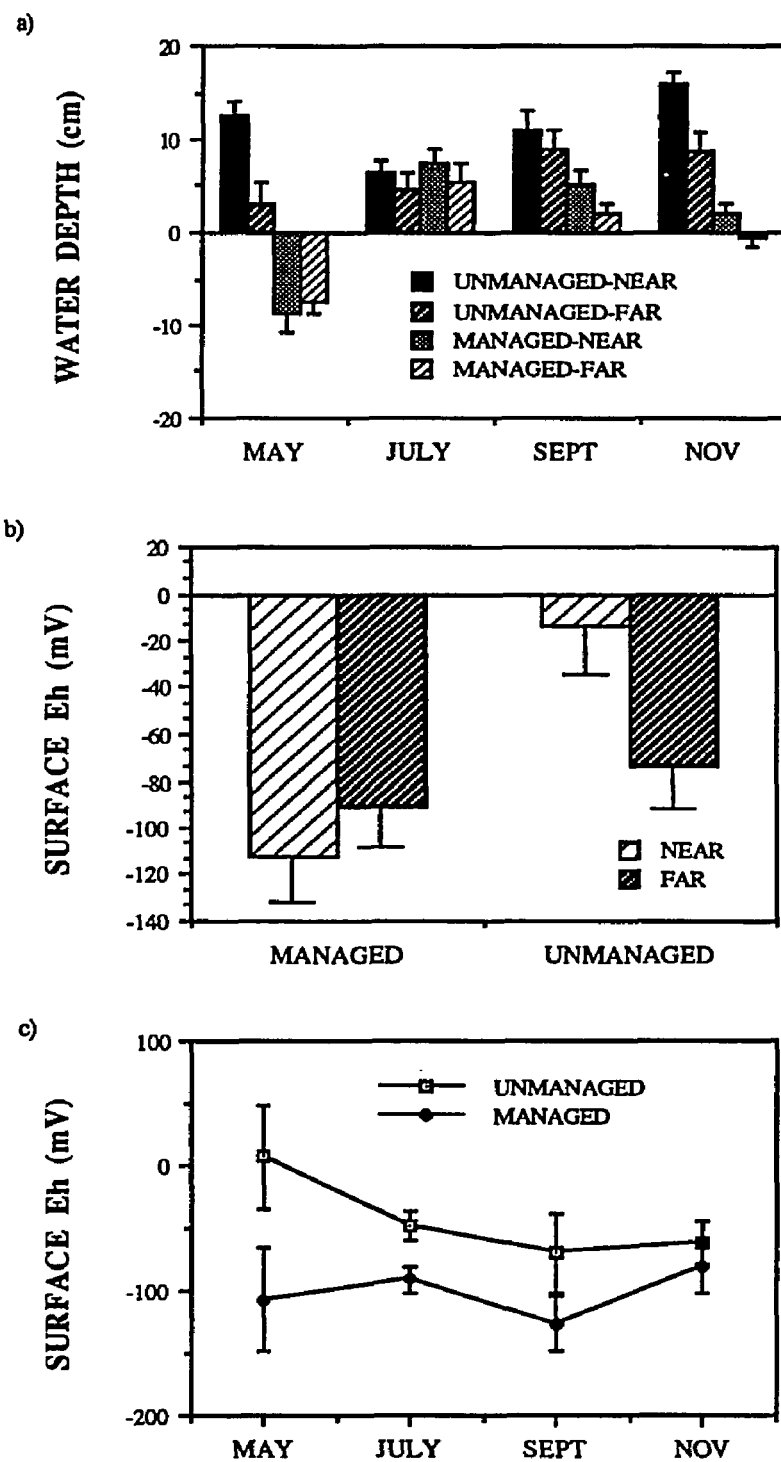 a)
WATER DEPTH (cm)
20
10
0
-10
-20
UNMANAGED-NEAR
UNMANAGED-FAR
MANAGED-NEAR
MANAGED-FAR
MAY JULY SEPT NOV
b)
SURFACE Eh (mV)
20
0
-20
-40
-60
-80
-100
-120
-140
NEAR
FAR
MANAGED UNMANAGED
c)
SURFACE Eh (mV)
100
0
-100
-200
UNMANAGED
MANAGED
MAY JULY SEPT NOV